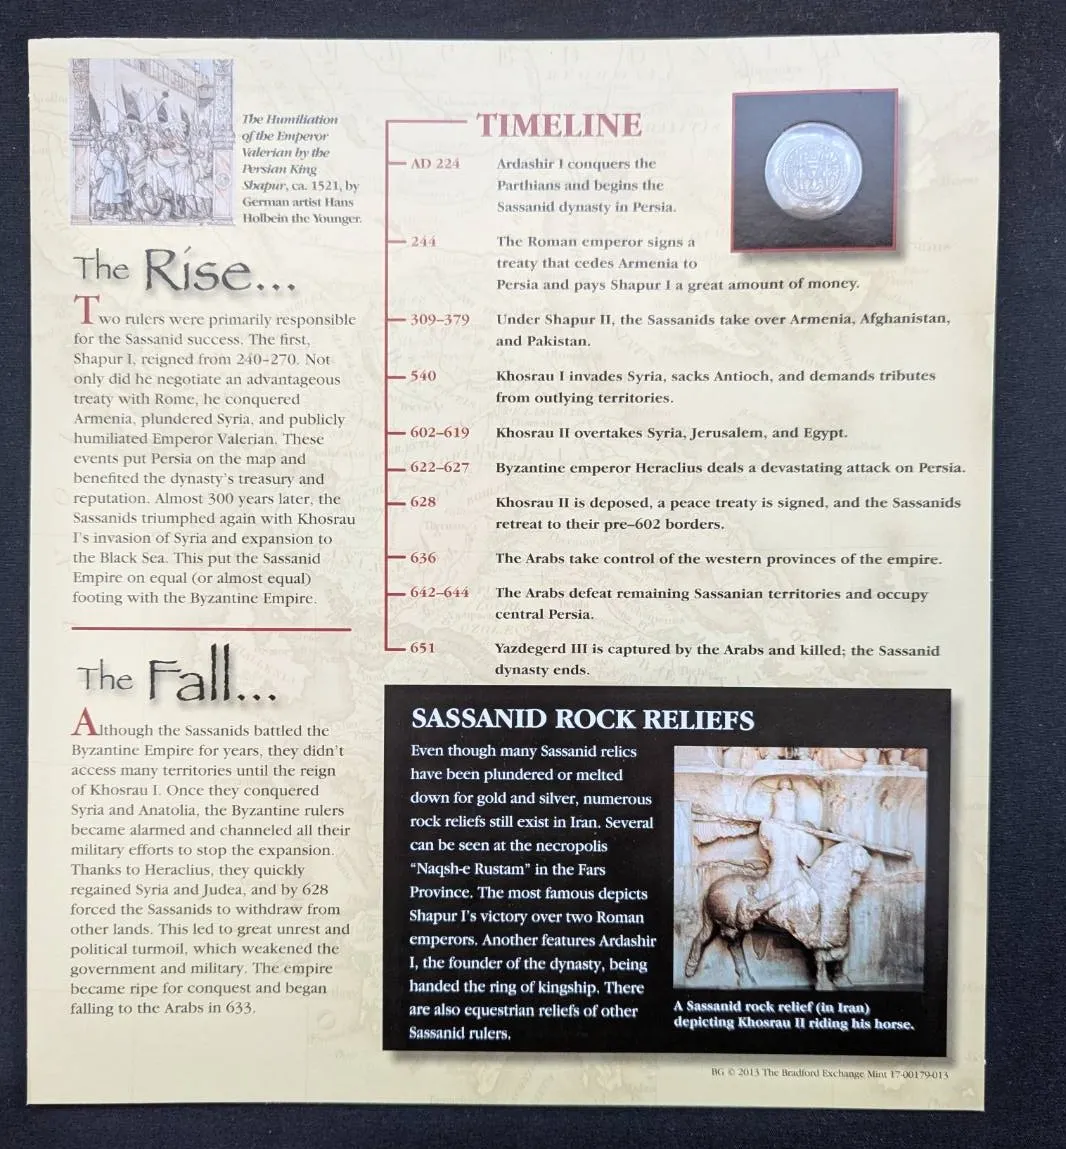 The Humiliation
of the Emperor
Valerian by the
Persian King
Shapur, ca. 1521, by
German artist Hans
Holbein the Younger.
The Rise...
Two rulers were primarily responsible
for the Sassanid success. The first,
Shapur I, reigned from 240–270. Not
only did he negotiate an advantageous
treaty with Rome, he conquered
Armenia, plundered Syria, and publicly
humiliated Emperor Valerian. These
events put Persia on the map and
benefited the dynasty's treasury and
reputation. Almost 300 years later, the
Sassanids triumphed again with Khosrau
I's invasion of Syria and expansion to
the Black Sea. This put the Sassanid
Empire on equal (or almost equal)
footing with the Byzantine Empire.
The Fall...
Although the Sassanids battled the
Byzantine Empire for years, they didn't
access many territories until the reign
of Khosrau I. Once they conquered
Syria and Anatolia, the Byzantine rulers
became alarmed and channeled all their
military efforts to stop the expansion.
Thanks to Heraclius, they quickly
regained Syria and Judea, and by 628
forced the Sassanids to withdraw from
other lands. This led to great unrest and
political turmoil, which weakened the
government and military. The empire
became ripe for conquest and began
falling to the Arabs in 633.
TIMELINE
AD 224 Ardashir I conquers the
Parthians and begins the
Sassanid dynasty in Persia.
244 The Roman emperor signs a
treaty that cedes Armenia to
Persia and pays Shapur I a great amount of money.
309–379 Under Shapur II, the Sassanids take over Armenia, Afghanistan,
and Pakistan.
540 Khosrau I invades Syria, sacks Antioch, and demands tributes
from outlying territories.
602–619 Khosrau II overtakes Syria, Jerusalem, and Egypt.
622–627 Byzantine emperor Heraclius deals a devastating attack on Persia.
628 Khosrau II is deposed, a peace treaty is signed, and the Sassanids
retreat to their pre–602 borders.
636 The Arabs take control of the western provinces of the empire.
642–644 The Arabs defeat remaining Sassanian territories and occupy
central Persia.
651 Yazdegerd III is captured by the Arabs and killed; the Sassanid
dynasty ends.
SASSANID ROCK RELIEFS
Even though many Sassanid relics
have been plundered or melted
down for gold and silver, numerous
rock reliefs still exist in Iran. Several
can be seen at the necropolis
"Naqsh-e Rustam" in the Fars
Province. The most famous depicts
Shapur I's victory over two Roman
emperors. Another features Ardashir
I, the founder of the dynasty, being
handed the ring of kingship. There
are also equestrian reliefs of other
Sassanid rulers.
A Sassanid rock relief (in Iran)
depicting Khosrau II riding his horse.
BG © 2013 The Bradford Exchange Mint 17-00179-013